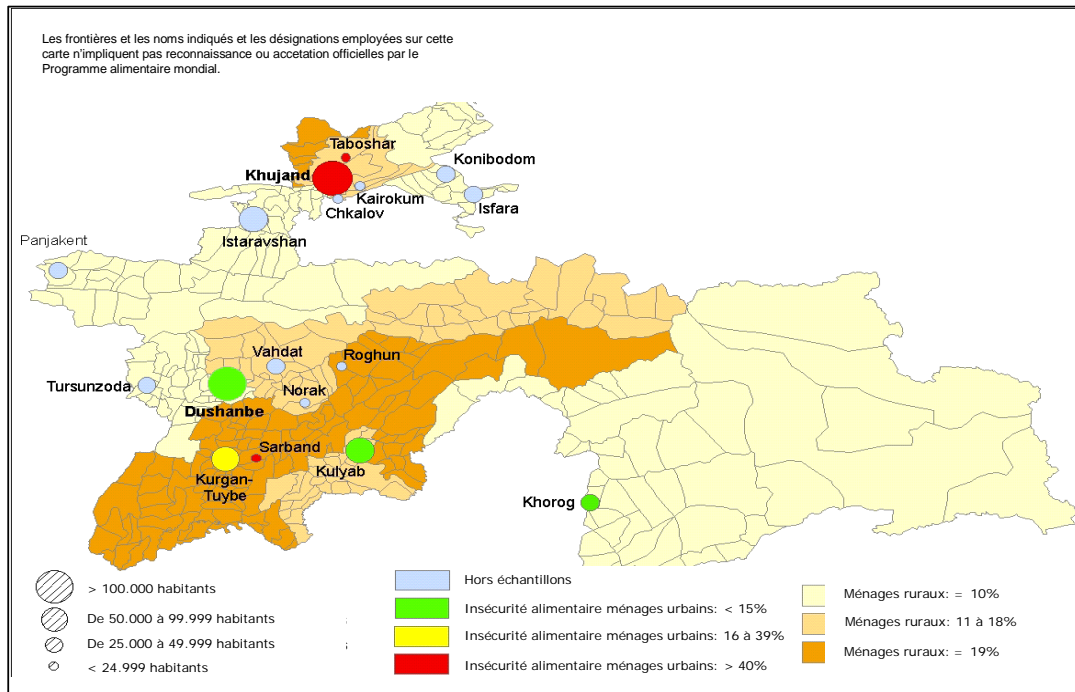 Les frontières et les noms indiqués et les désignations employées sur cette
carte n'impliquent pas reconnaissance ou accetation officielles par le
Programme alimentaire mondial.
Taboshar
Konibodom
Khujand
Kairokum
Isfara
Chkalov
Istaravshan
Panjakent
Vahdat
Roghun
Tursunzoda
Norak
Dushanbe
Sarband
Kulyab
Kurgan-
Tuybe
Khorog
> 100.000 habitants
De 50.000 à 99.999 habitants
De 25.000 à 49.999 habitants
< 24.999 habitants
Hors échantillons
Insécurité alimentaire ménages urbains: < 15%
Insécurité alimentaire ménages urbains: 16 à 39%
Insécurité alimentaire ménages urbains: > 40%
Ménages ruraux: = 10%
Ménages ruraux: 11 à 18%
Ménages ruraux: = 19%